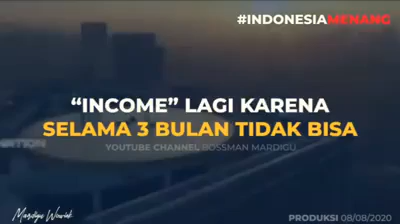 #INDONESIAMENANG
“INCOME” LAGI KARENA
SELAMA 3 BULAN TIDAK BISA
YOUTUBE CHANNEL, BOSSMAN MARDIGU
Mardigu Wowiek
PRODUKSI 08/08/2020